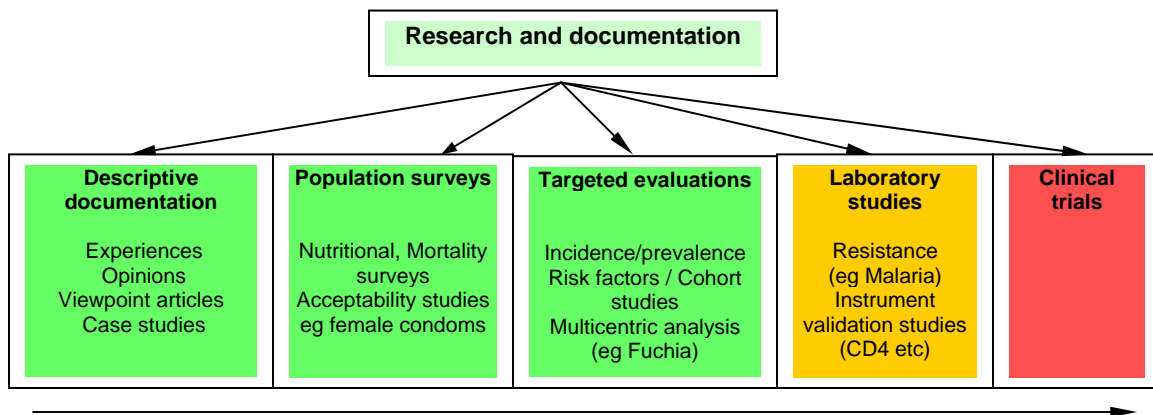 Research and documentation
Descriptive
documentation
Experiences
Opinions
Viewpoint articles
Case studies
Population surveys
Nutritional, Mortality
surveys
Acceptability studies
eg female condoms
Targeted evaluations
Incidence/prevalence
Risk factors / Cohort
studies
Multicentric analysis
(eg Fuchia)
Laboratory
studies
Resistance
(eg Malaria)
Instrument
validation studies
(CD4 etc)
Clinical
trials